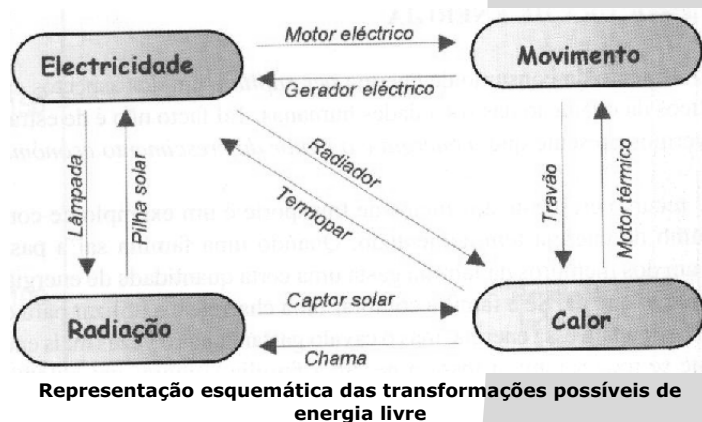 Motor eléctrico
Electricidade
Movimento
Gerador eléctrico
Lâmpada
Pilha solar
Radiador
Termopar
Travão
Motor térmico
Captor solar
Radiação
Calor
Chama
Representação esquemática das transformações possíveis de
energia livre